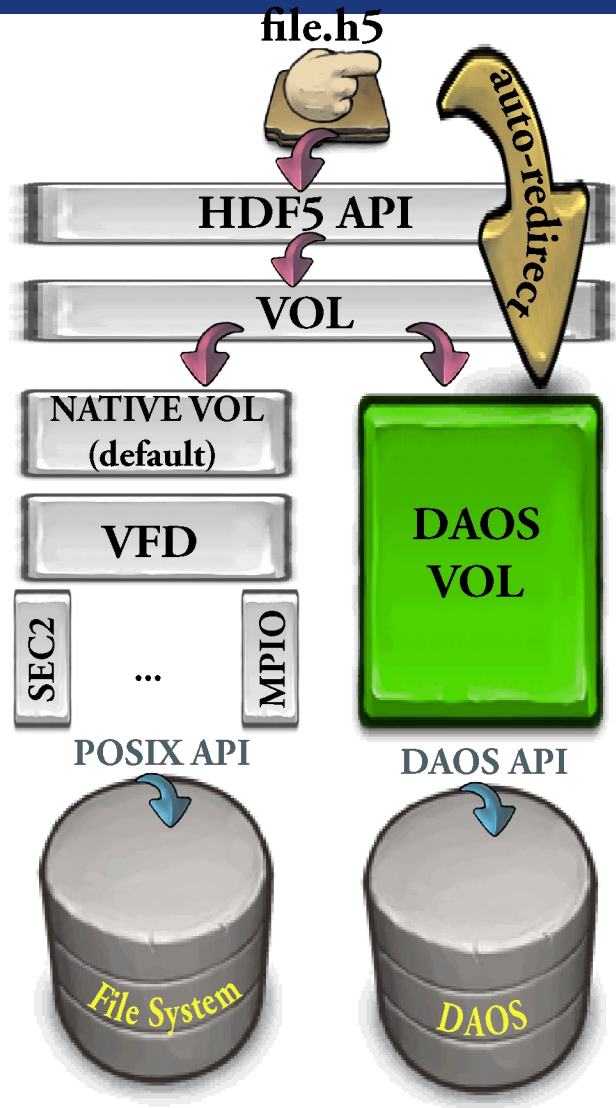 file.h5
auto-redirect
HDF5 API
VOL
NATIVE VOL
(default)
VFD
DAOS
VOL
SEC2
...
MPIO
POSIX API
DAOS API
File System
DAOS